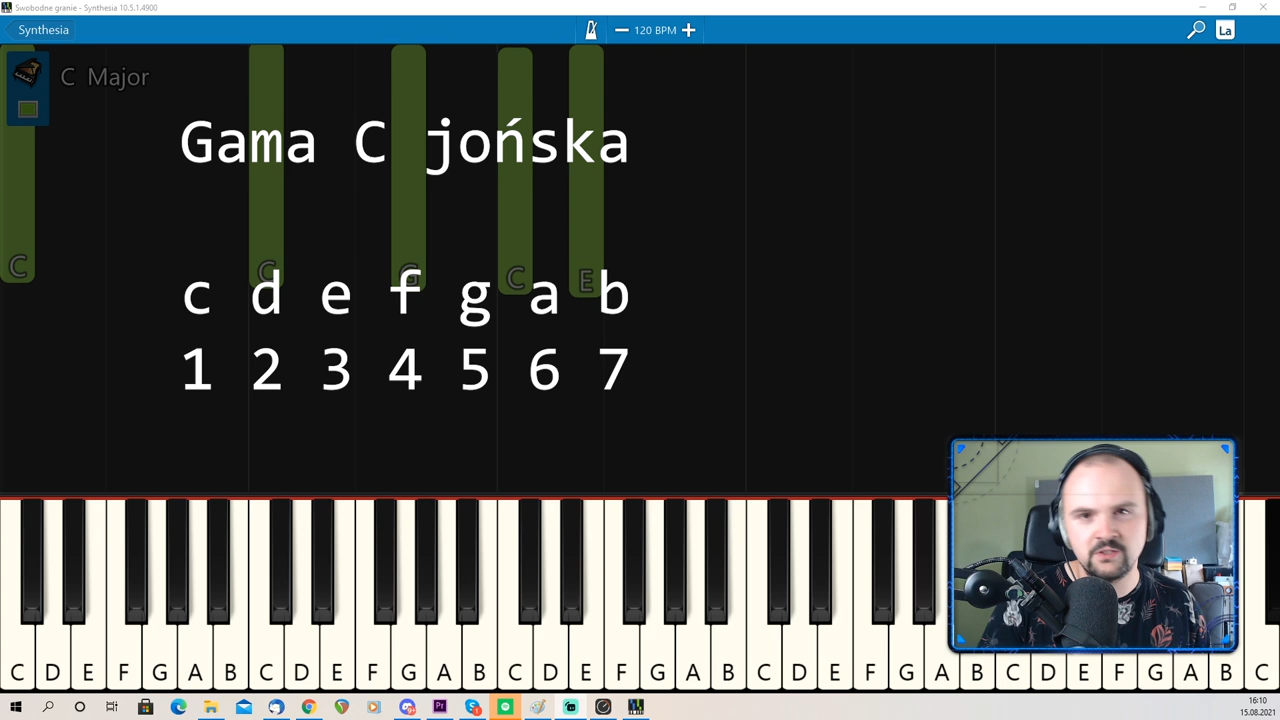 Swobodne granie - Synthesia 10.5.1.4900
Synthesia
120 BPM
La
C Major
Gama C jońska
C C G C E
c d e f g a b
1 2 3 4 5 6 7
C D E F G A B C D E F G A B C D E F G A B C D E F G A B C D E F G A B C
16:10
15.08.2021